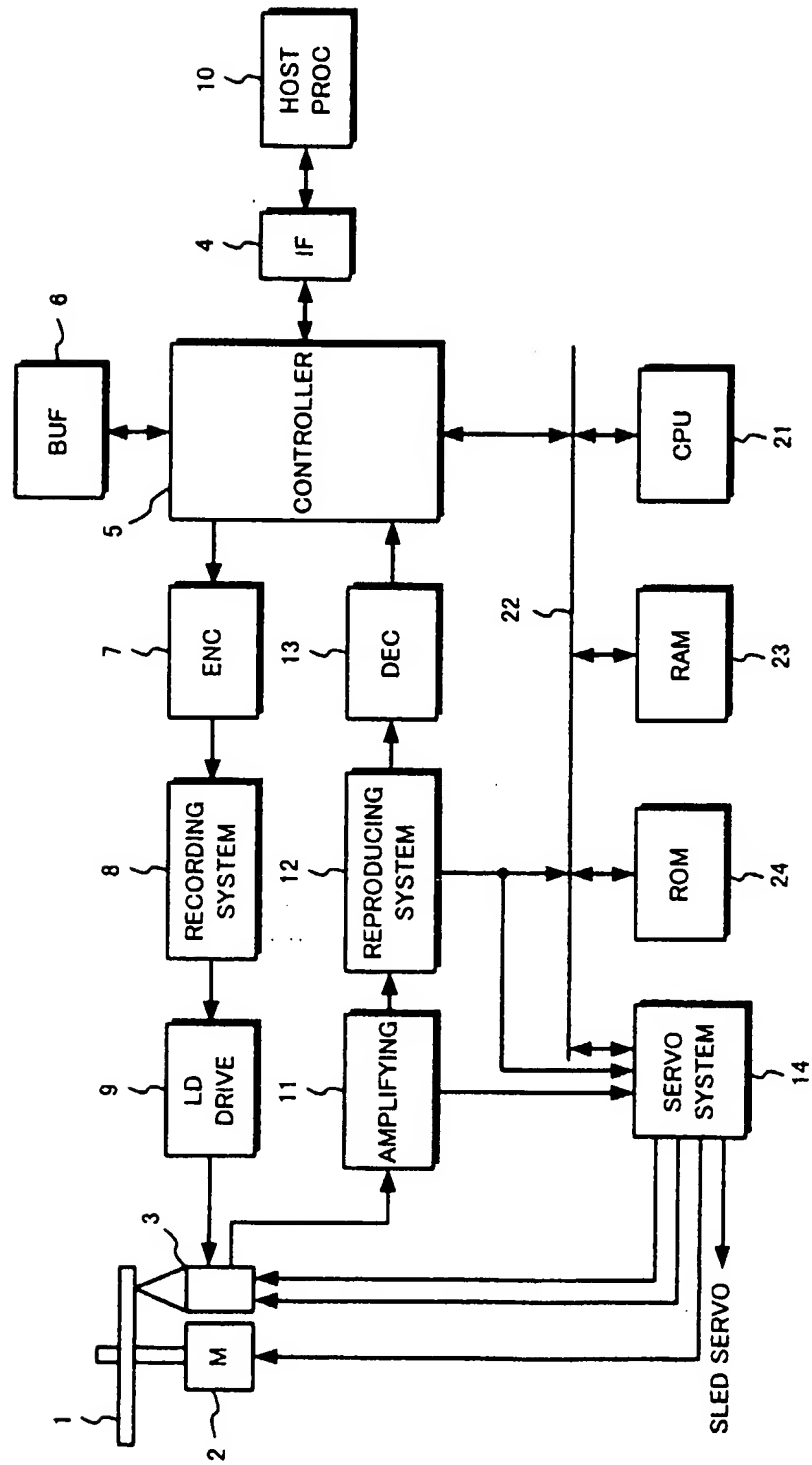 10
HOST
PROC
4
IF
6
BUF
5
CONTROLLER
7
ENC
13
DEC
22
CPU
21
RAM
23
ROM
24
8
RECORDING
SYSTEM
12
REPRODUCING
SYSTEM
9
LD
DRIVE
11
AMPLIFYING
SERVO
SYSTEM
14
3
1
M
2
SLED SERVO